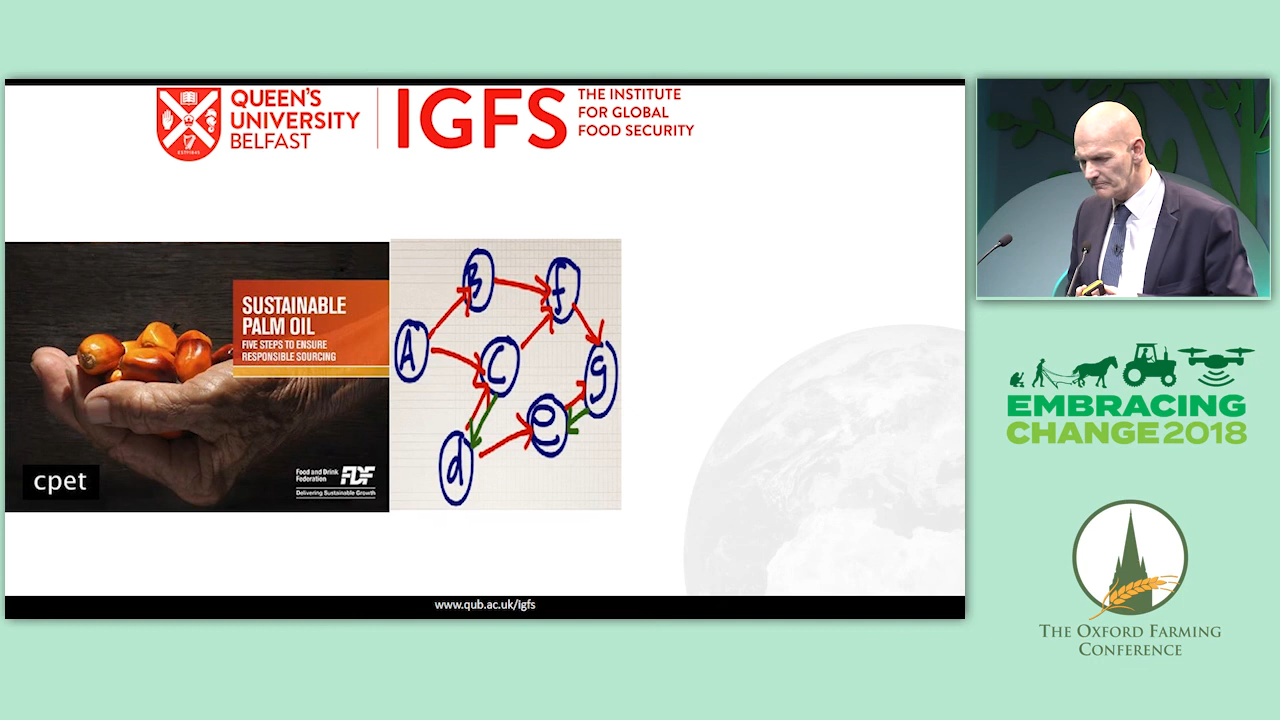 QUEEN'S
UNIVERSITY
BELFAST
ESTD1845
IGFS
THE INSTITUTE
FOR GLOBAL
FOOD SECURITY
SUSTAINABLE
PALM OIL
FIVE STEPS TO ENSURE
RESPONSIBLE SOURCING
cpet
Food and Drink
Federation
FDF
Delivering Sustainable Growth
A
B
C
d
e
f
g
www.qub.ac.uk/igfs
EMBRACING
CHANGE2018
THE OXFORD FARMING
CONFERENCE